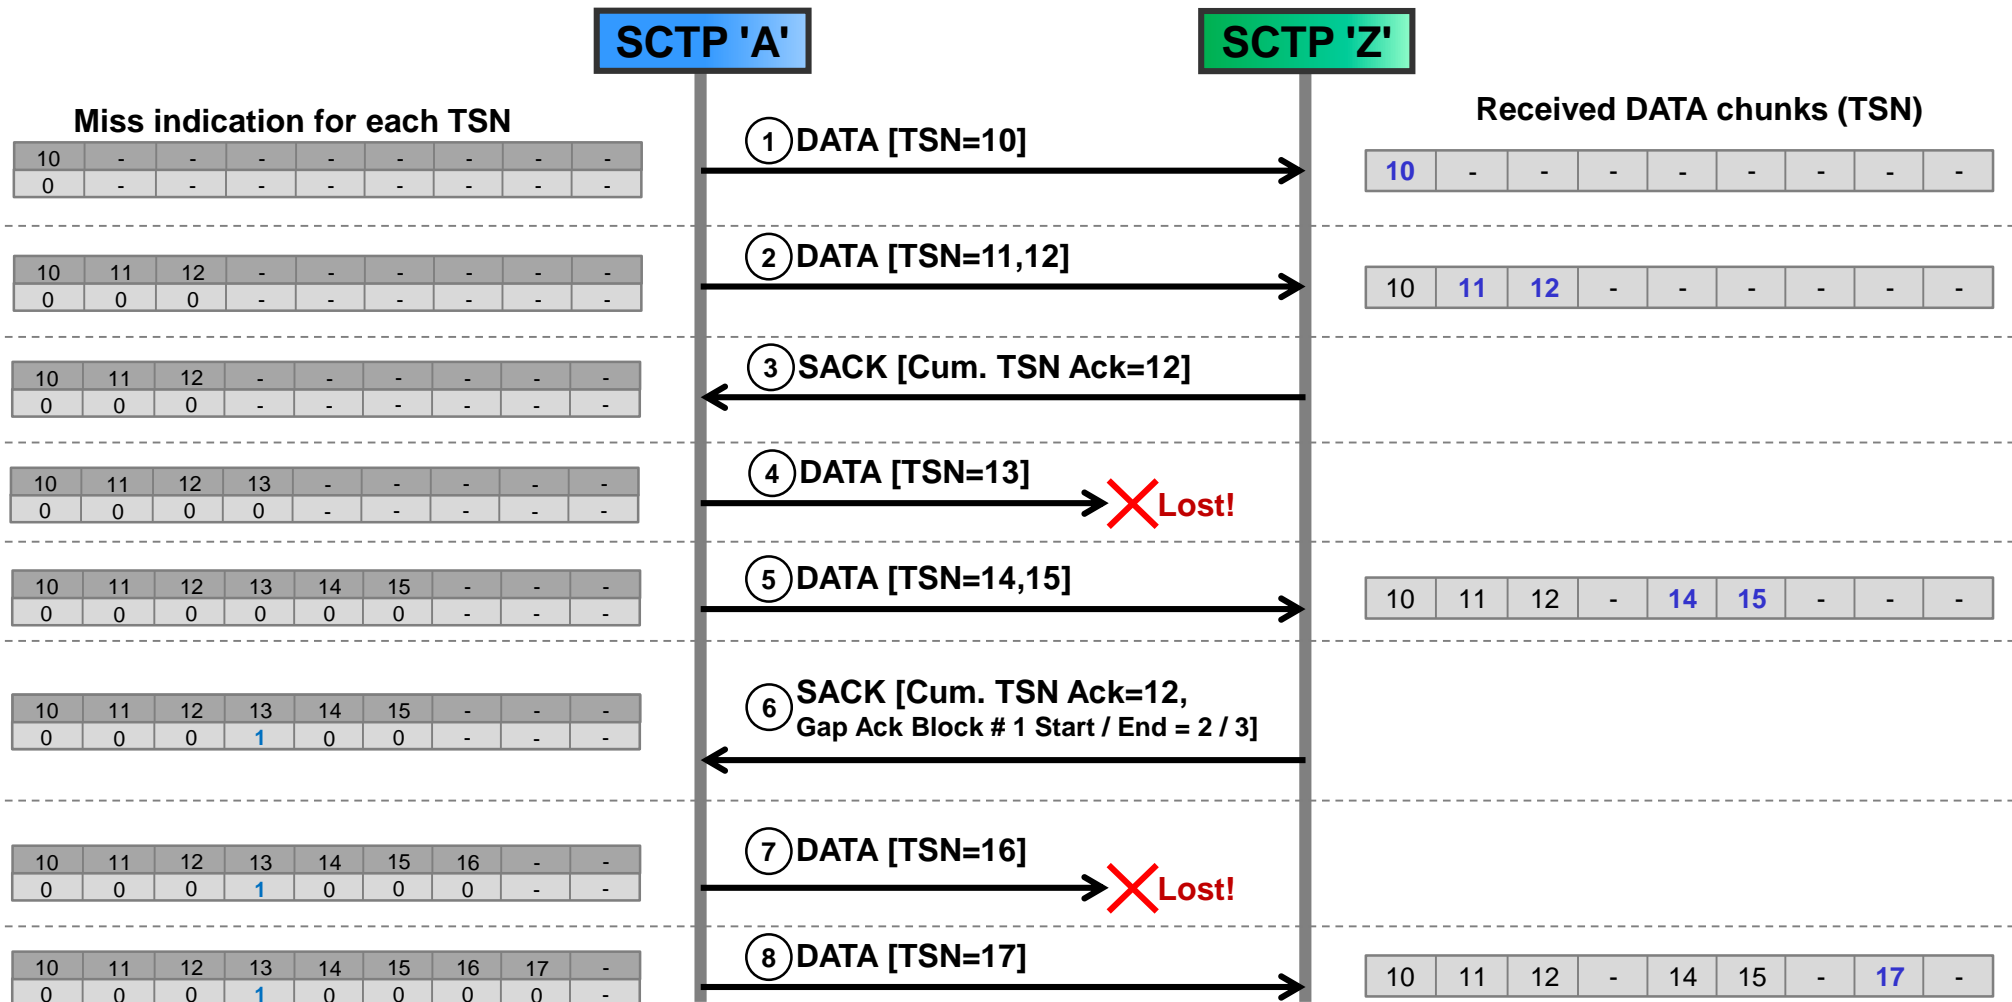 SCTP 'A' SCTP 'Z'
Miss indication for each TSN
Received DATA chunks (TSN)
1 DATA [TSN=10]
10 - - - - - - - -
0 - - - - - - - -
10 - - - - - - - -
2 DATA [TSN=11,12]
10 11 12 - - - - - -
0 0 0 - - - - - -
10 11 12 - - - - - -
3 SACK [Cum. TSN Ack=12]
10 11 12 - - - - - -
0 0 0 - - - - - -
4 DATA [TSN=13]
10 11 12 13 - - - - -
0 0 0 0 - - - - -
Lost!
5 DATA [TSN=14,15]
10 11 12 13 14 15 - - -
0 0 0 0 0 0 - - -
10 11 12 - 14 15 - - -
6 SACK [Cum. TSN Ack=12,
Gap Ack Block # 1 Start / End = 2 / 3]
10 11 12 13 14 15 - - -
0 0 0 1 0 0 - - -
7 DATA [TSN=16]
10 11 12 13 14 15 16 - -
0 0 0 1 0 0 0 - -
Lost!
8 DATA [TSN=17]
10 11 12 13 14 15 16 17 -
0 0 0 1 0 0 0 0 -
10 11 12 - 14 15 - 17 -